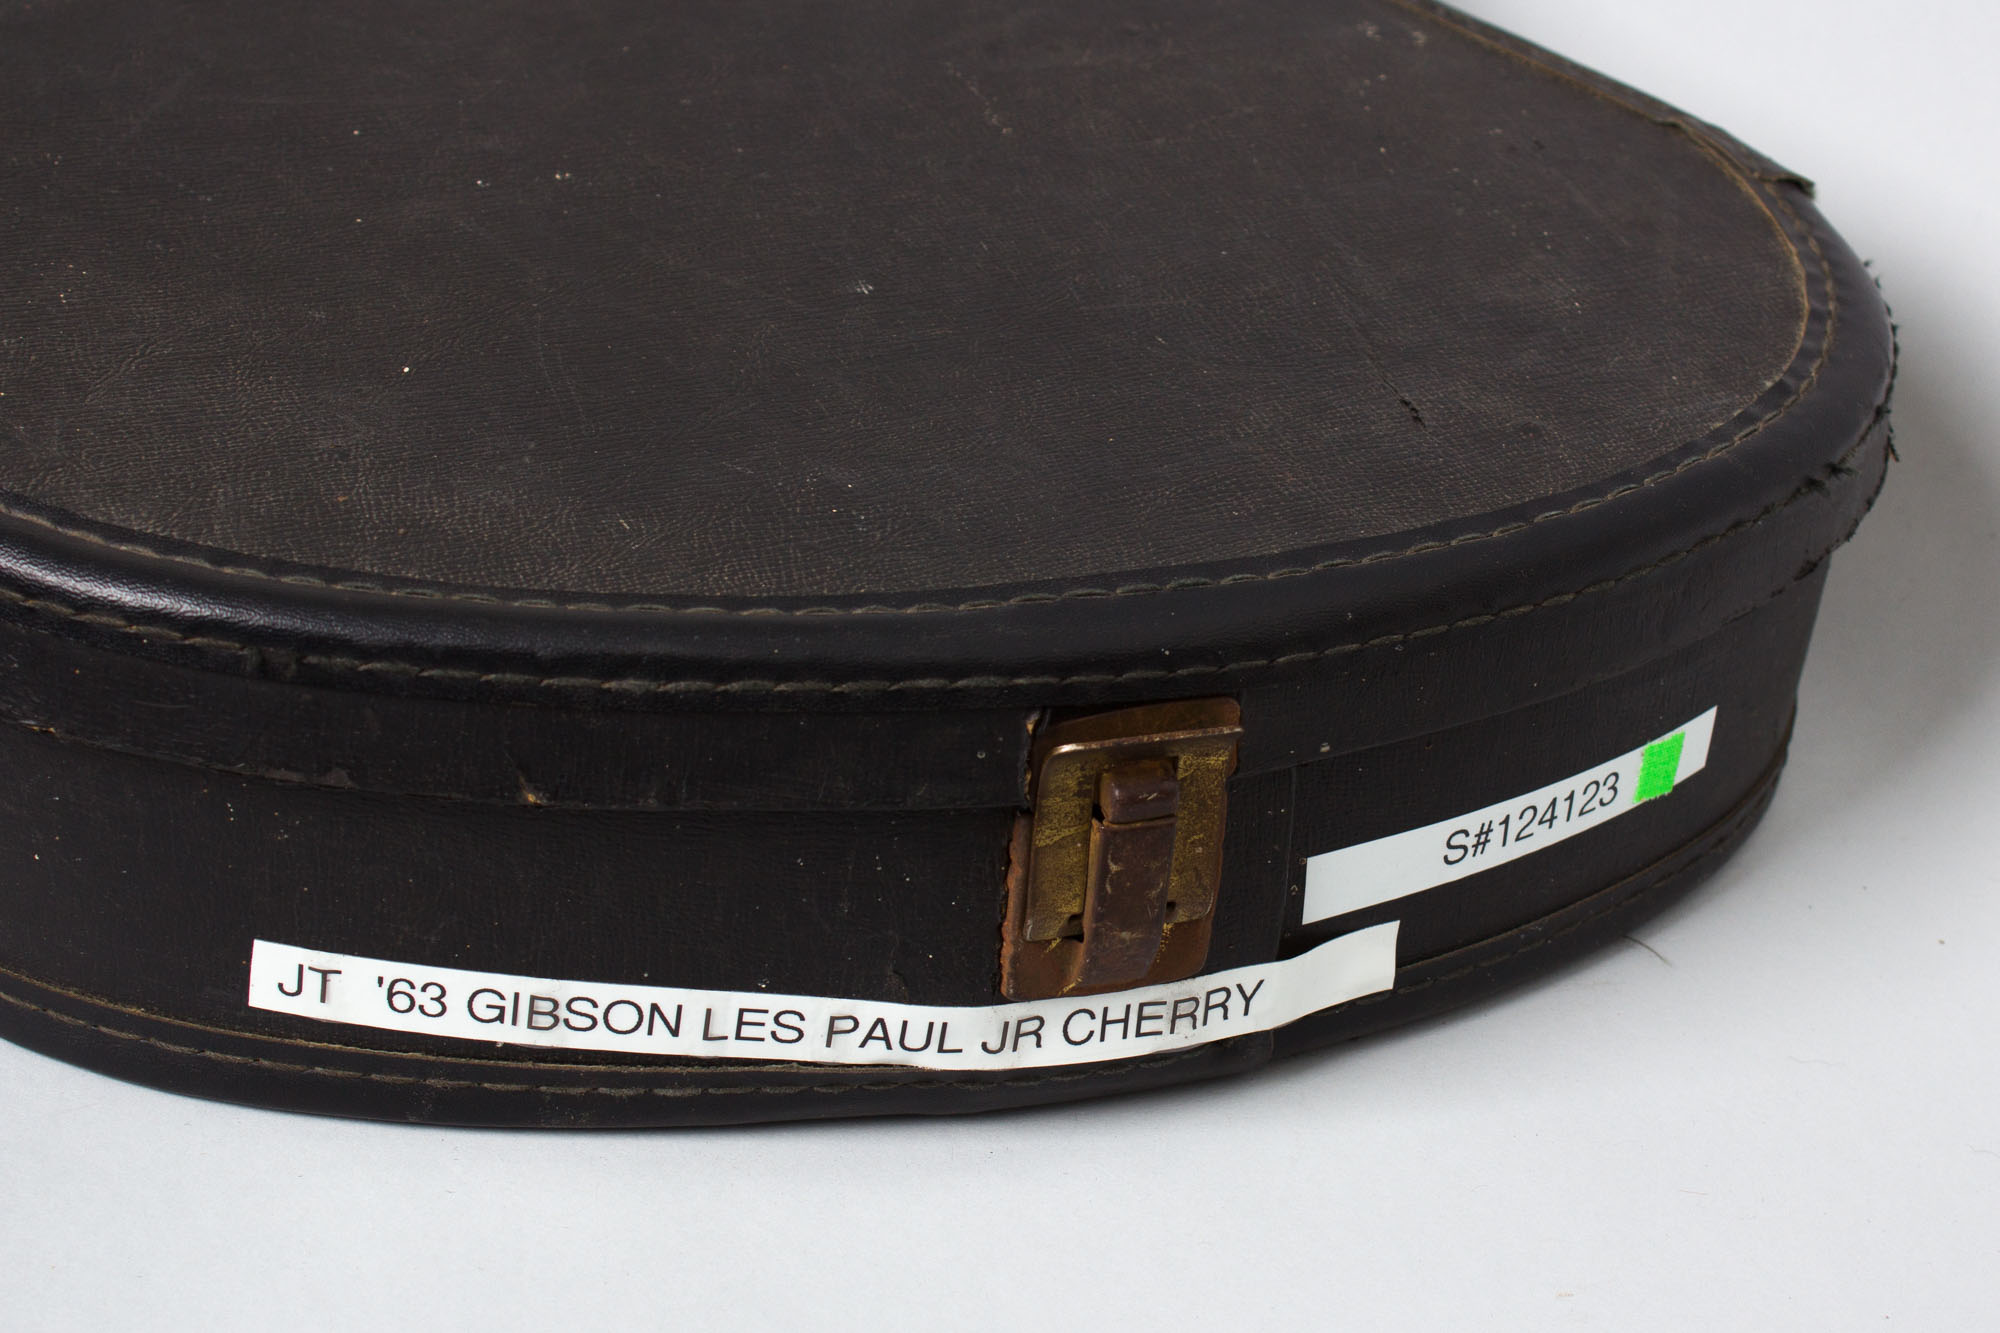 JT '63 GIBSON LES PAUL JR CHERRY
S#124123